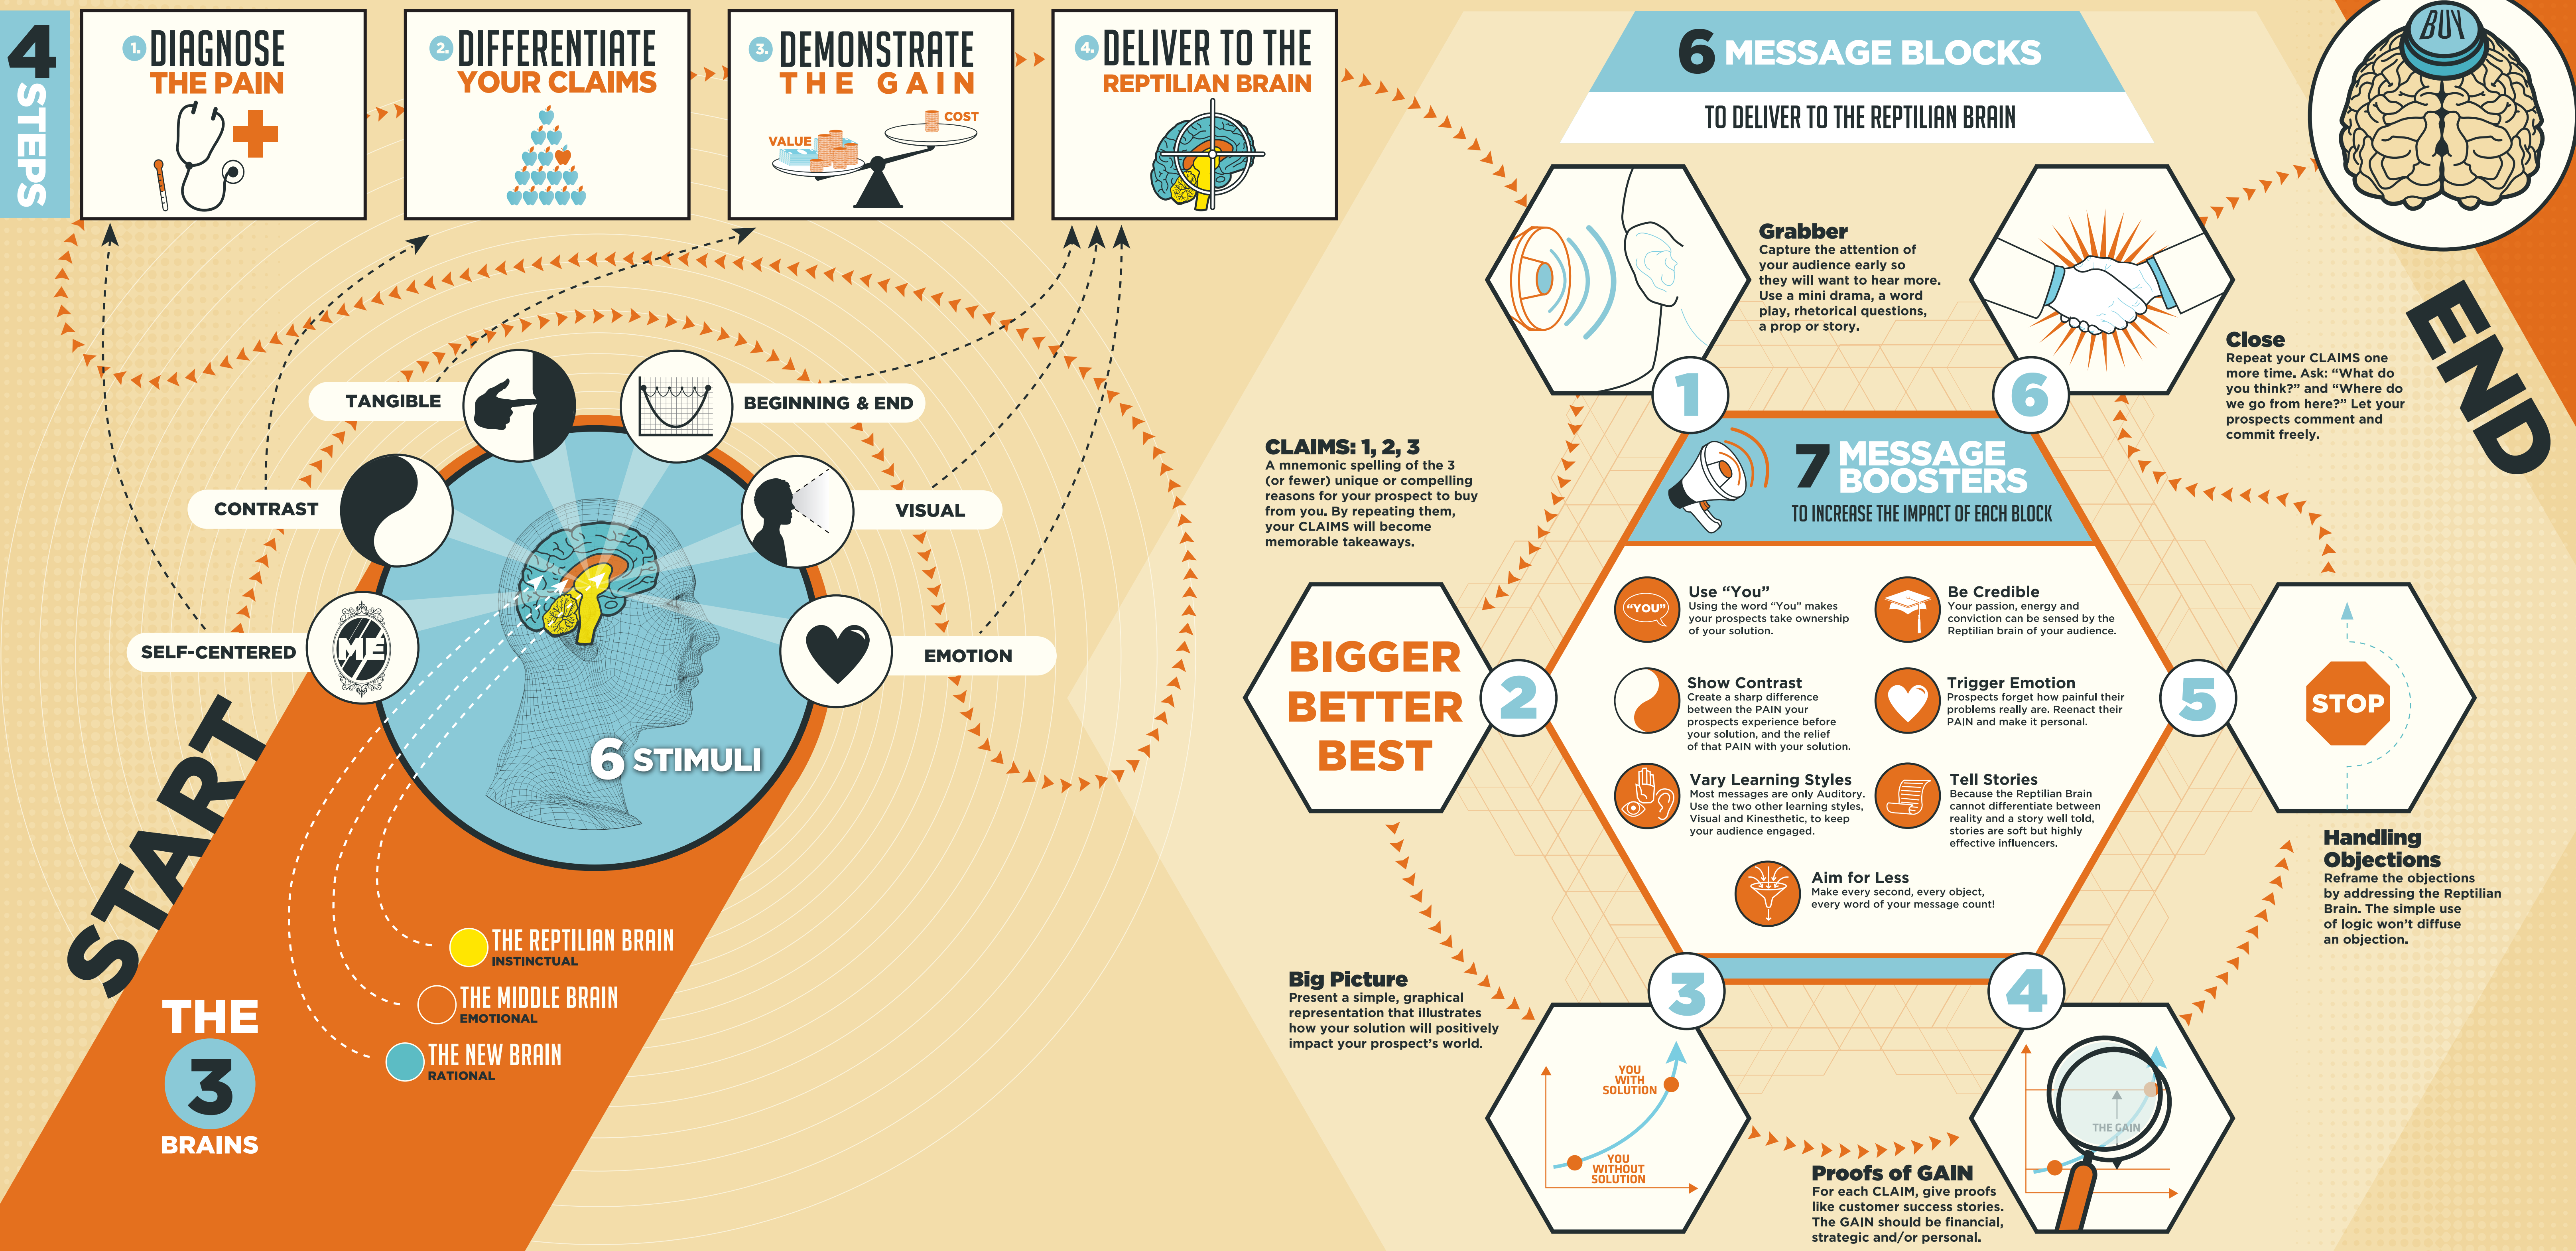 4
STEPS
1. DIAGNOSE
THE PAIN
2. DIFFERENTIATE
YOUR CLAIMS
3. DEMONSTRATE
THE GAIN
VALUE
COST
4. DELIVER TO THE
REPTILIAN BRAIN
TANGIBLE
BEGINNING & END
CONTRAST
VISUAL
SELF-CENTERED
ME
EMOTION
6 STIMULI
START
THE REPTILIAN BRAIN
INSTINCTUAL
THE MIDDLE BRAIN
EMOTIONAL
THE NEW BRAIN
RATIONAL
THE
3
BRAINS
6 MESSAGE BLOCKS
TO DELIVER TO THE REPTILIAN BRAIN
1
Grabber
Capture the attention of
your audience early so
they will want to hear more.
Use a mini drama, a word
play, rhetorical questions,
a prop or story.
CLAIMS: 1, 2, 3
A mnemonic spelling of the 3
(or fewer) unique or compelling
reasons for your prospect to buy
from you. By repeating them,
your CLAIMS will become
memorable takeaways.
BIGGER
BETTER
BEST
2
Big Picture
Present a simple, graphical
representation that illustrates
how your solution will positively
impact your prospect's world.
3
YOU
WITH
SOLUTION
YOU
WITHOUT
SOLUTION
Proofs of GAIN
For each CLAIM, give proofs
like customer success stories.
The GAIN should be financial,
strategic and/or personal.
4
THE GAIN
5
STOP
Handling
Objections
Reframe the objections
by addressing the Reptilian
Brain. The simple use
of logic won't diffuse
an objection.
6
Close
Repeat your CLAIMS one
more time. Ask: “What do
you think?” and “Where do
we go from here?” Let your
prospects comment and
commit freely.
7 MESSAGE
BOOSTERS
TO INCREASE THE IMPACT OF EACH BLOCK
“YOU”
Use “You”
Using the word “You” makes
your prospects take ownership
of your solution.
Be Credible
Your passion, energy and
conviction can be sensed by the
Reptilian brain of your audience.
Show Contrast
Create a sharp difference
between the PAIN your
prospects experience before
your solution, and the relief
of that PAIN with your solution.
Trigger Emotion
Prospects forget how painful their
problems really are. Reenact their
PAIN and make it personal.
Vary Learning Styles
Most messages are only Auditory.
Use the two other learning styles,
Visual and Kinesthetic, to keep
your audience engaged.
Tell Stories
Because the Reptilian Brain
cannot differentiate between
reality and a story well told,
stories are soft but highly
effective influencers.
Aim for Less
Make every second, every object,
every word of your message count!
BUY
END